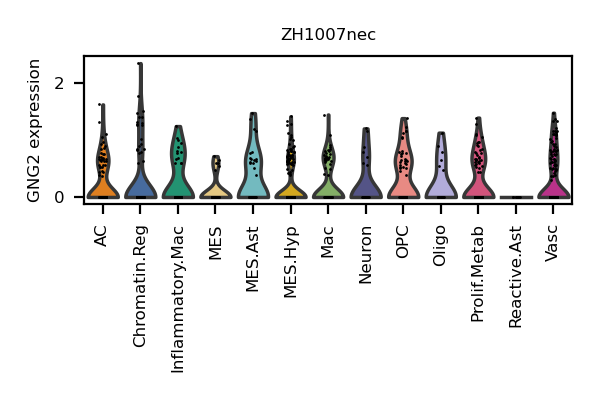 ZH1007nec
GNG2 expression
2
0
AC
Chromatin.Reg
Inflammatory.Mac
MES
MES.Ast
MES.Hyp
Mac
Neuron
OPC
Oligo
Prolif.Metab
Reactive.Ast
Vasc